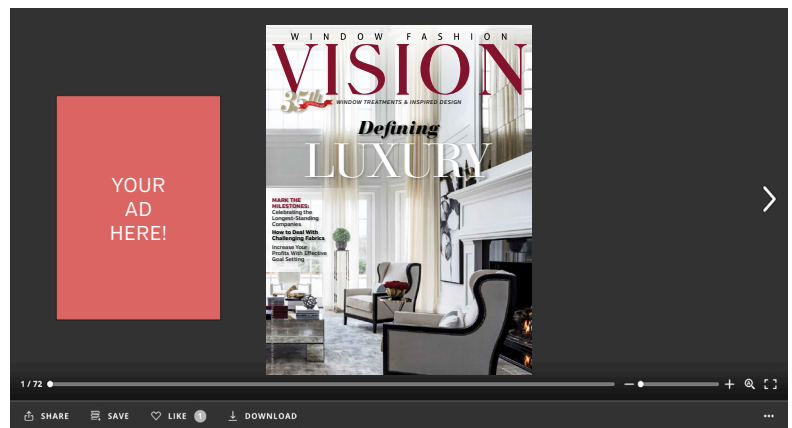 WINDOW FASHION
VISION
35th
WINDOW TREATMENTS & INSPIRED DESIGN
Defining
LUXURY
MARK THE
MILESTONES:
Celebrating the
Longest-Standing
Companies
How to Deal With
Challenging Fabrics
Increase Your
Profits With Effective
Goal Setting
YOUR
AD
HERE!
1 / 72
SHARE
SAVE
LIKE 1
DOWNLOAD